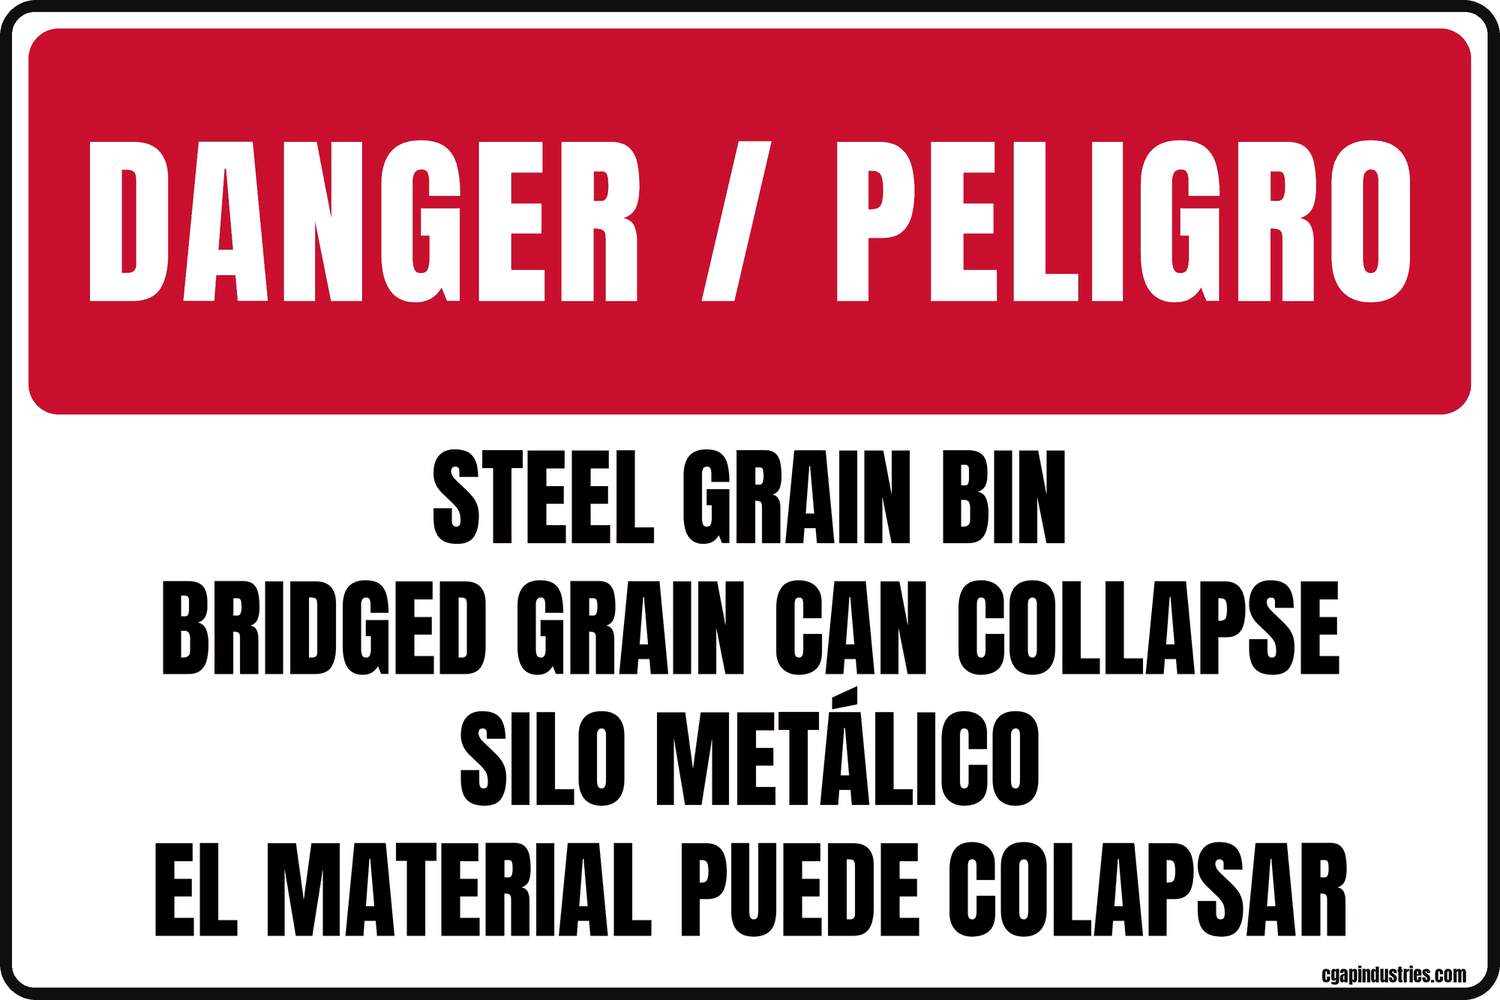 DANGER / PELIGRO
STEEL GRAIN BIN
BRIDGED GRAIN CAN COLLAPSE
SILO METÁLICO
EL MATERIAL PUEDE COLAPSAR
cgapindustries.com